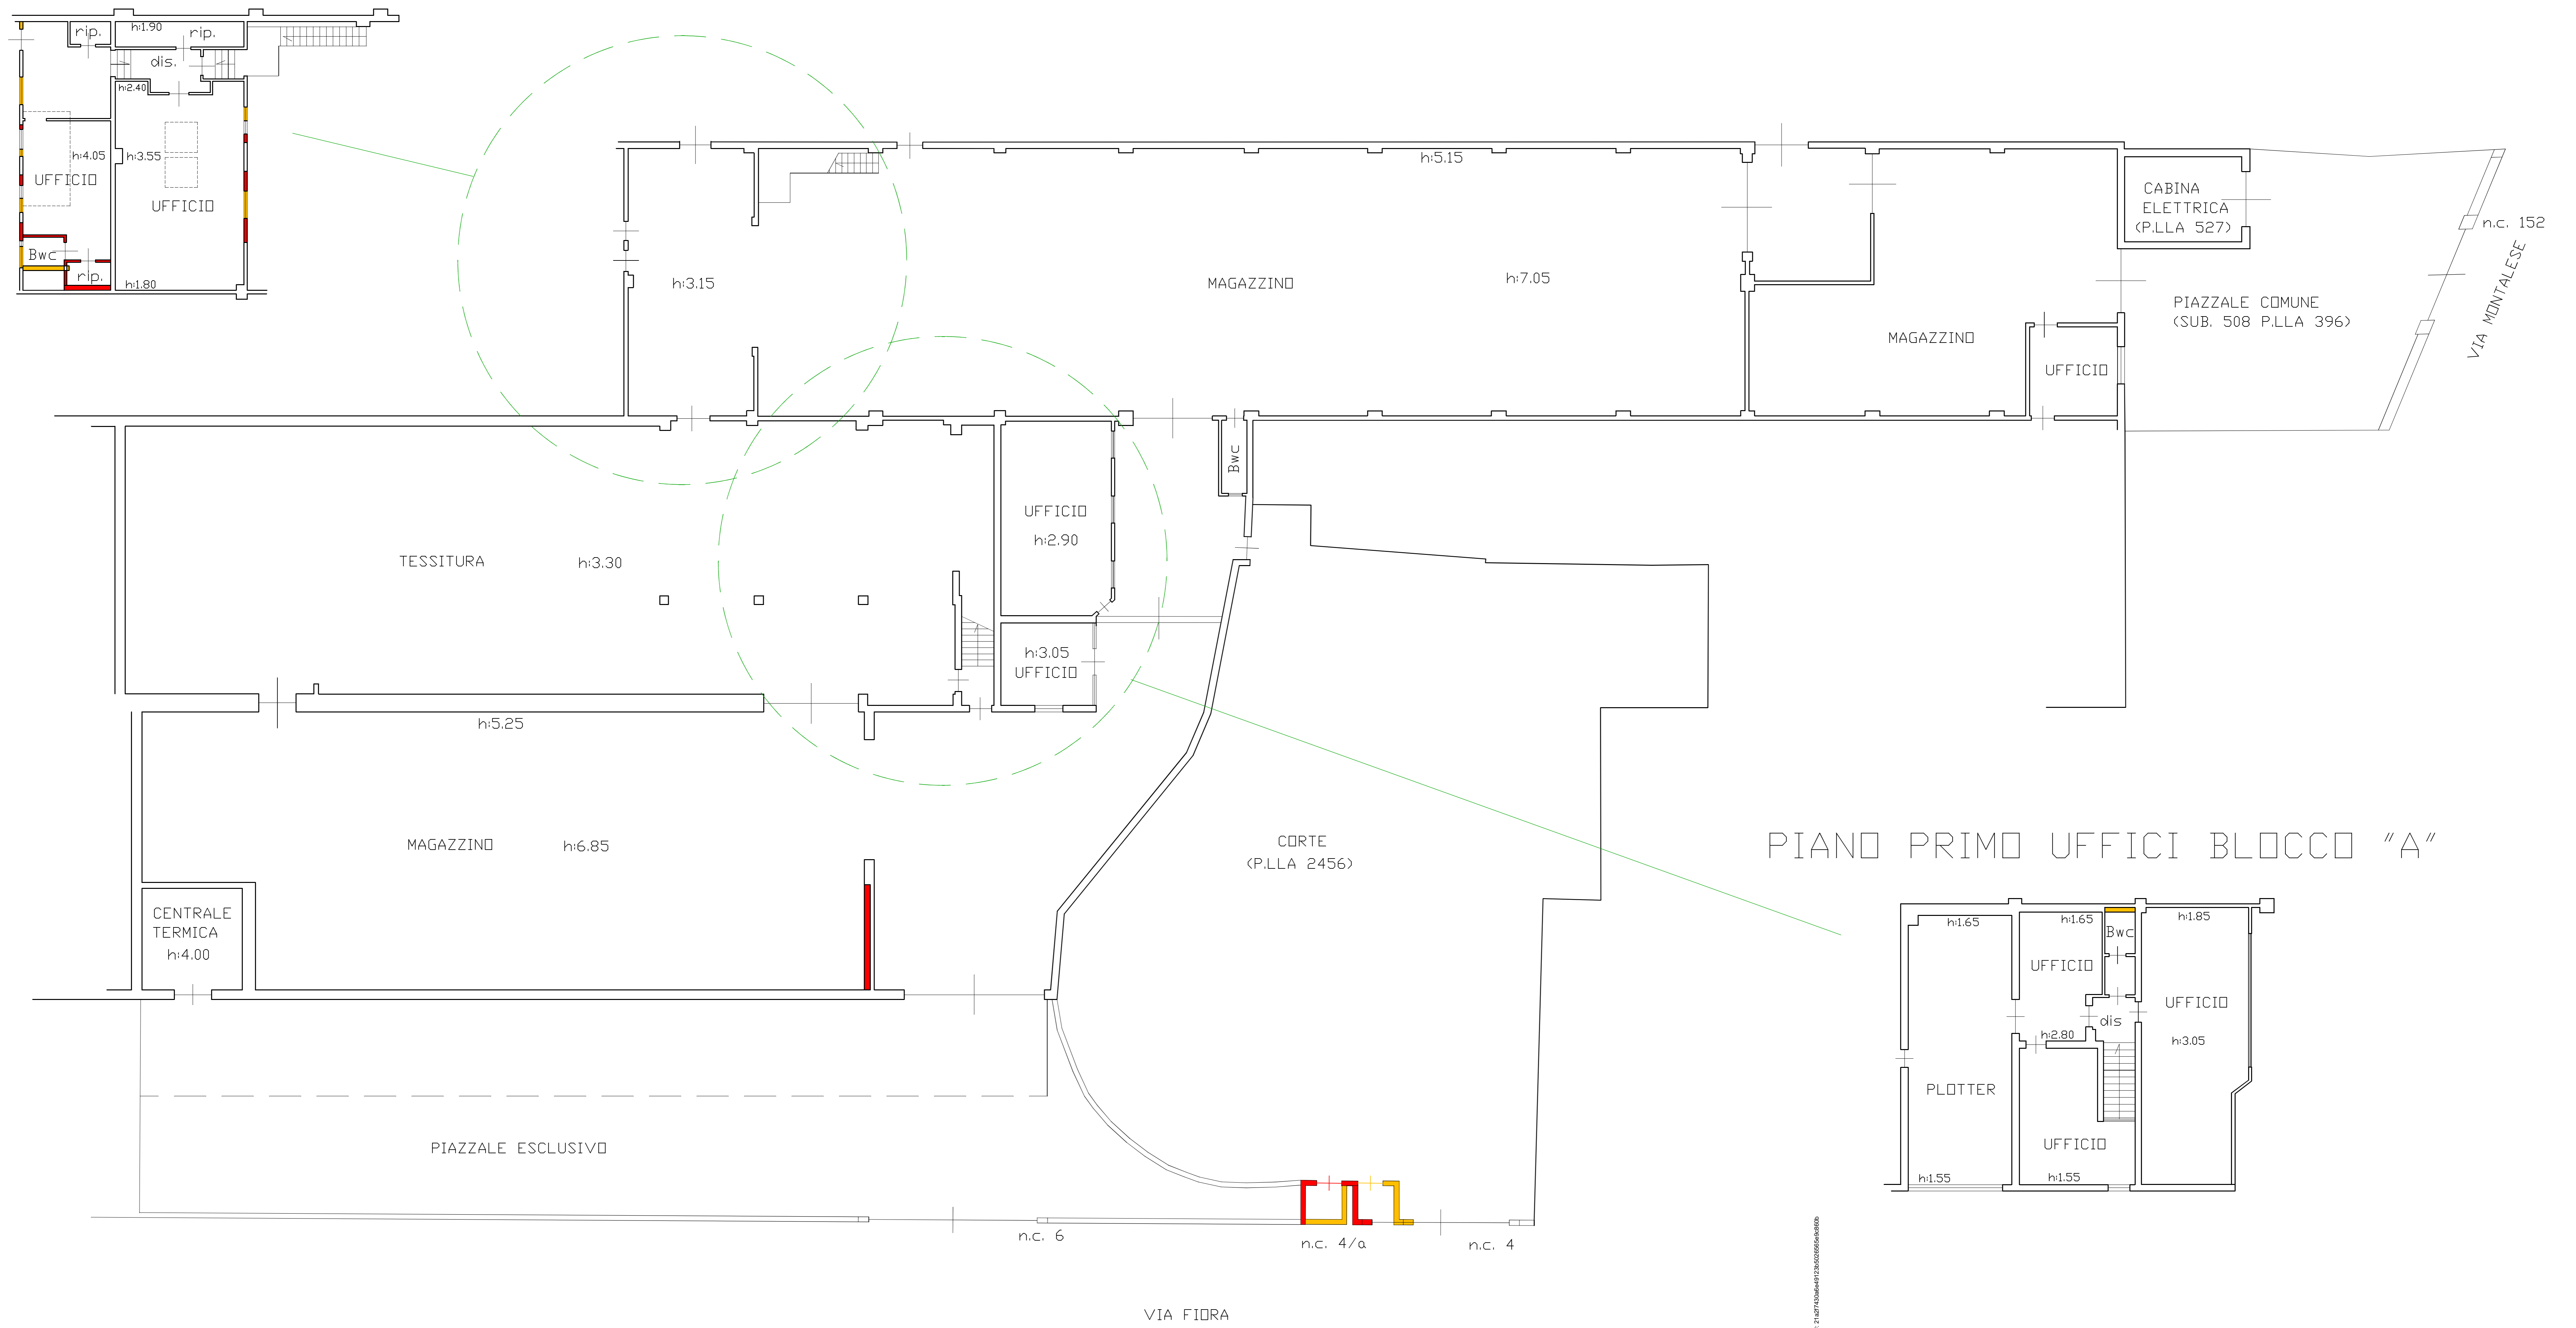 rip.
h:1.90
rip.
dis.
h:2.40
h:4.05
h:3.55
UFFICIO
UFFICIO
Bwc
rip.
h:1.80
h:5.15
h:3.15
MAGAZZINO
h:7.05
MAGAZZINO
UFFICIO
CABINA
ELETTRICA
(P.LLA 527)
n.c. 152
VIA MONTALESE
PIAZZALE COMUNE
(SUB. 508 P.LLA 396)
Bwc
UFFICIO
h:2.90
TESSITURA
h:3.30
h:3.05
UFFICIO
h:5.25
MAGAZZINO
h:6.85
CORTE
(P.LLA 2456)
CENTRALE
TERMICA
h:4.00
PIANO PRIMO UFFICI BLOCCO "A"
h:1.65
h:1.65
h:1.85
Bwc
UFFICIO
UFFICIO
dis
h:2.80
h:3.05
PLOTTER
UFFICIO
h:1.55
h:1.55
PIAZZALE ESCLUSIVO
n.c. 6
n.c. 4/a
n.c. 4
VIA FIORA